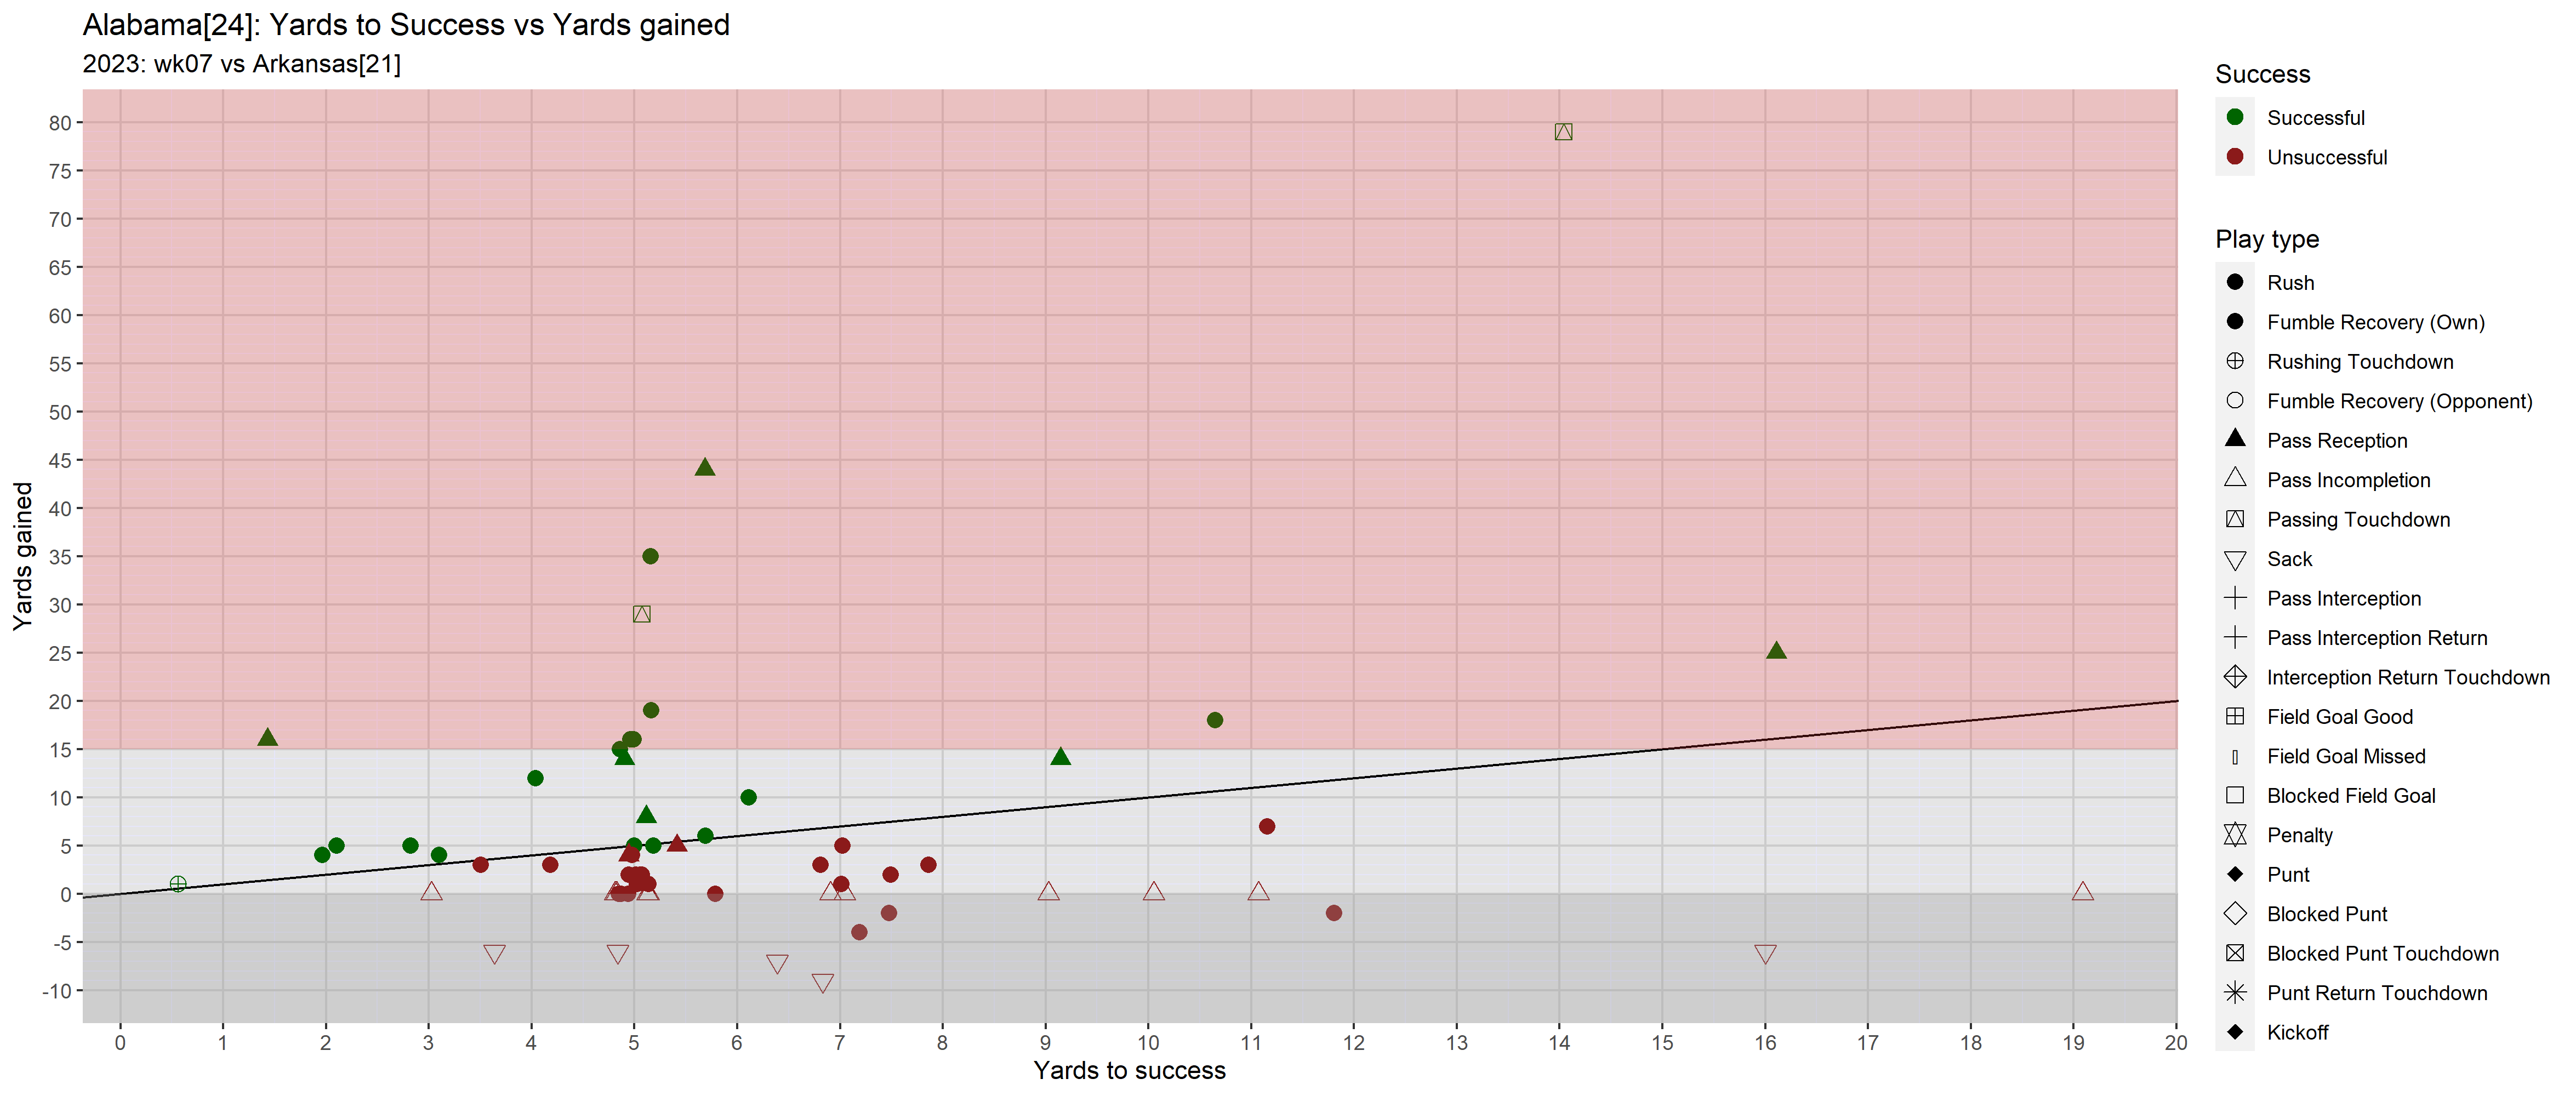 Alabama[24]: Yards to Success vs Yards gained
2023: wk07 vs Arkansas[21]
80
75
70
65
60
55
50
45
40
35
30
25
20
15
10
5
0
-5
-10
Yards gained
0 1 2 3 4 5 6 7 8 9 10 11 12 13 14 15 16 17 18 19 20
Yards to success
Success
Successful
Unsuccessful
Play type
Rush
Fumble Recovery (Own)
Rushing Touchdown
Fumble Recovery (Opponent)
Pass Reception
Pass Incompletion
Passing Touchdown
Sack
Pass Interception
Pass Interception Return
Interception Return Touchdown
Field Goal Good
Field Goal Missed
Blocked Field Goal
Penalty
Punt
Blocked Punt
Blocked Punt Touchdown
Punt Return Touchdown
Kickoff